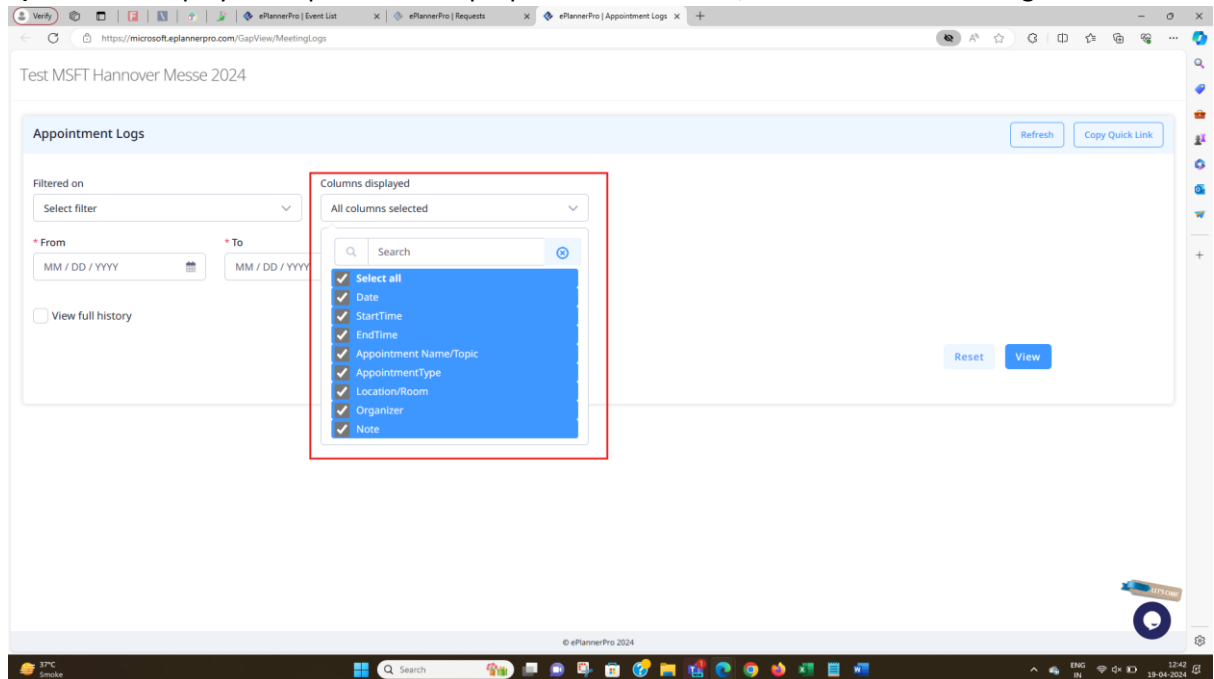 Verify
ePlannerPro | Event List
ePlannerPro | Requests
ePlannerPro | Appointment Logs
https://microsoft.eplannerpro.com/GapView/MeetingLogs
Test MSFT Hannover Messe 2024
Appointment Logs
Refresh
Copy Quick Link
Filtered on
Columns displayed
Select filter
All columns selected
* From
* To
MM / DD / YYYY
MM / DD / YYYY
Search
Select all
Date
StartTime
EndTime
Appointment Name/Topic
AppointmentType
Location/Room
Organizer
Note
View full history
Reset
View
© ePlannerPro 2024
37°C
Smoke
Search
ENG
IN
12:42
19-04-2024